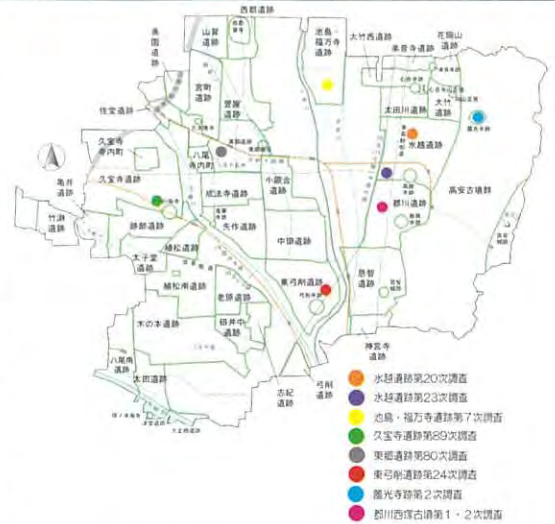 西郡遺跡
山賀遺跡
池島・福万寺遺跡
大竹西遺跡
花岡山遺跡
楽音寺遺跡
美園遺跡
宮町遺跡
萱振遺跡
大竹遺跡
太田川遺跡
佐堂遺跡
水越遺跡
久宝寺寺内町
八尾寺内町
東郷遺跡
小阪合遺跡
高安古墳群
久宝寺遺跡
亀井遺跡
成法寺遺跡
郡川遺跡
竹渕遺跡
跡部遺跡
矢作遺跡
中田遺跡
植松遺跡
太子堂遺跡
恩智遺跡
植松南遺跡
東弓削遺跡
老原遺跡
木の本遺跡
田井中遺跡
神宮寺遺跡
八尾南遺跡
太田遺跡
志紀遺跡
弓削遺跡
水越遺跡第20次調査
水越遺跡第23次調査
池島・福万寺遺跡第7次調査
久宝寺遺跡第89次調査
東郷遺跡第80次調査
東弓削遺跡第24次調査
薗光寺跡第2次調査
郡川西塚古墳第1・2次調査